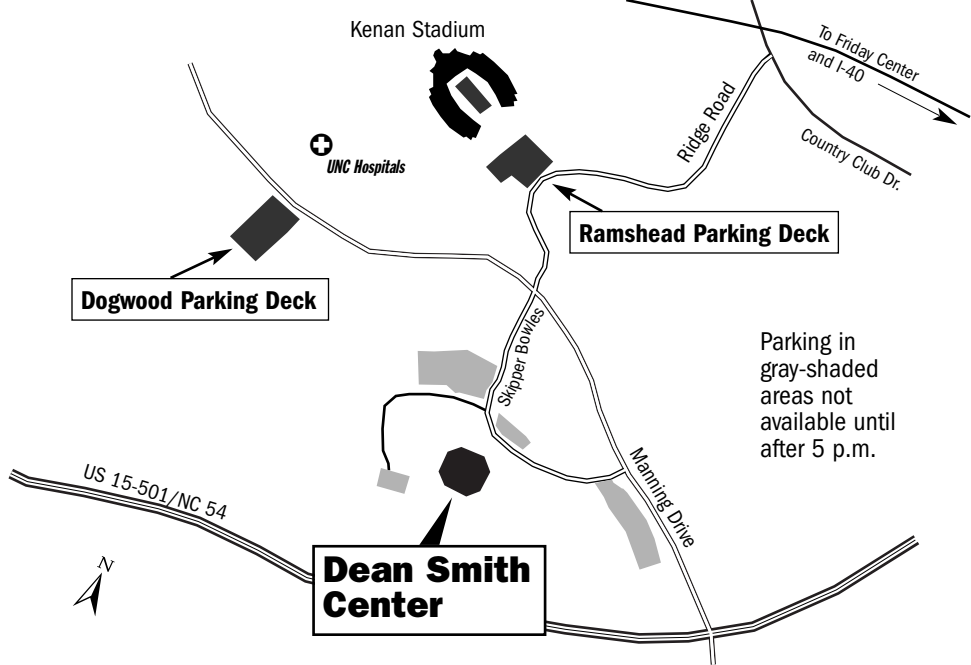 Kenan Stadium
To Friday Center
and I-40
Ridge Road
Country Club Dr.
UNC Hospitals
Ramshead Parking Deck
Dogwood Parking Deck
Skipper Bowles
Parking in
gray-shaded
areas not
available until
after 5 p.m.
Manning Drive
US 15-501/NC 54
N
Dean Smith
Center